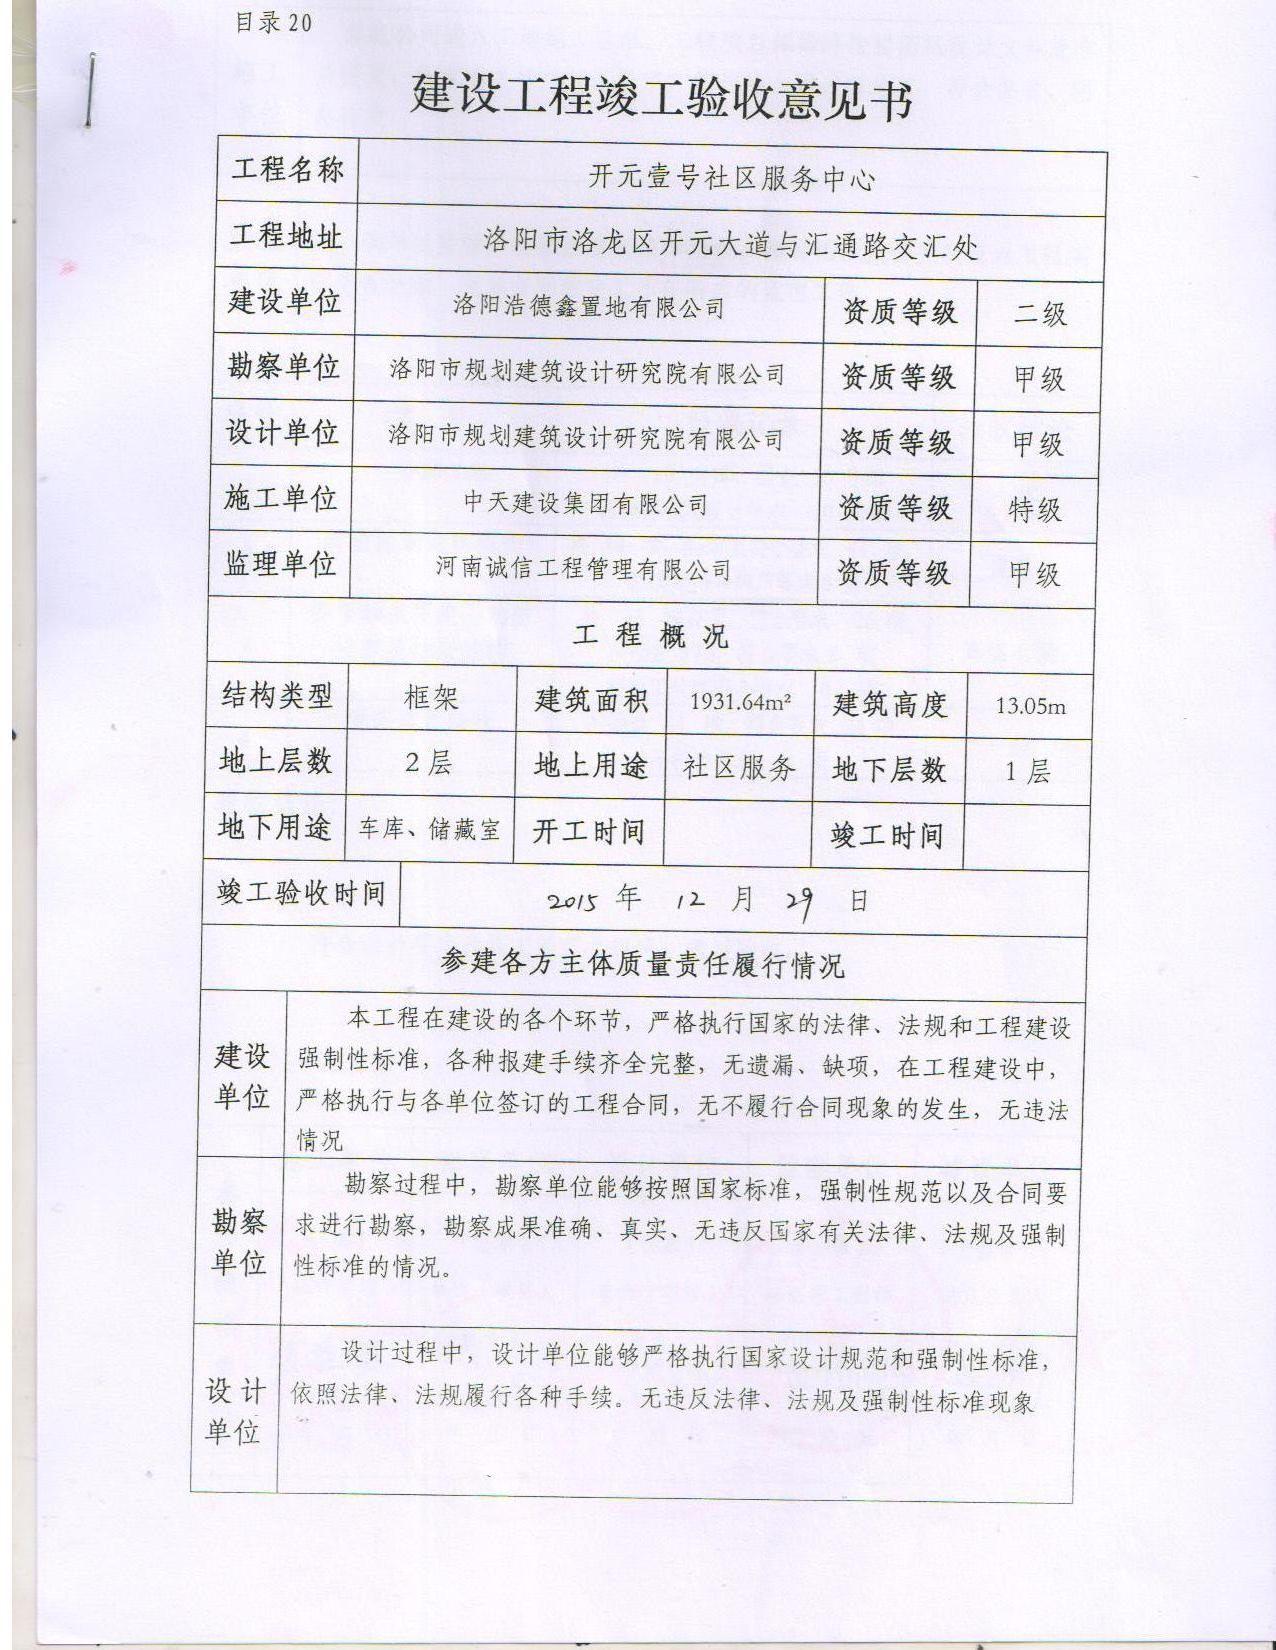 目录 20
建设工程竣工验收意见书
工程名称 开元壹号社区服务中心
工程地址 洛阳市洛龙区开元大道与汇通路交汇处
建设单位 洛阳浩德鑫置地有限公司 资质等级 二级
勘察单位 洛阳市规划建筑设计研究院有限公司 资质等级 甲级
设计单位 洛阳市规划建筑设计研究院有限公司 资质等级 甲级
施工单位 中天建设集团有限公司 资质等级 特级
监理单位 河南诚信工程管理有限公司 资质等级 甲级
工程概况
结构类型 框架 建筑面积 1931.64m² 建筑高度 13.05m
地上层数 2层 地上用途 社区服务 地下层数 1层
地下用途 车库、储藏室 开工时间 竣工时间
竣工验收时间 2015 年 12 月 29 日
参建各方主体质量责任履行情况
建设
单位
本工程在建设的各个环节，严格执行国家的法律、法规和工程建设
强制性标准，各种报建手续齐全完整，无遗漏、缺项，在工程建设中，
严格执行与各单位签订的工程合同，无不履行合同现象的发生，无违法
情况
勘察
单位
勘察过程中，勘察单位能够按照国家标准，强制性规范以及合同要
求进行勘察，勘察成果准确、真实、无违反国家有关法律、法规及强制
性标准的情况。
设计
单位
设计过程中，设计单位能够严格执行国家设计规范和强制性标准，
依照法律、法规履行各种手续。无违反法律、法规及强制性标准现象